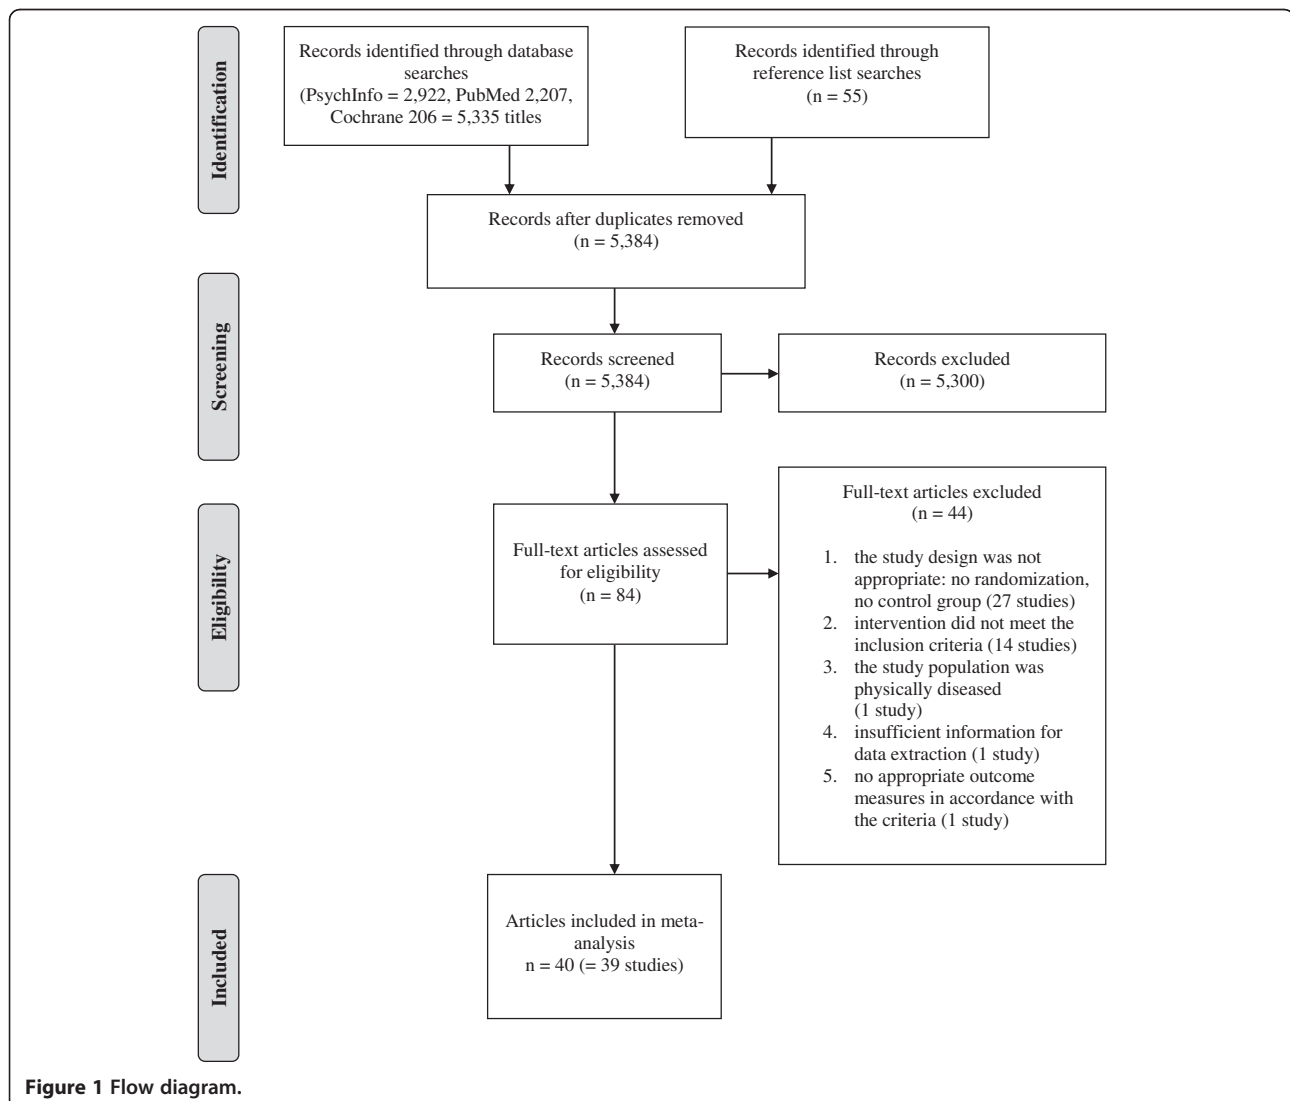 Identification
Records identified through database
searches
(PsychInfo = 2,922, PubMed 2,207,
Cochrane 206 = 5,335 titles
Records identified through
reference list searches
(n = 55)
Records after duplicates removed
(n = 5,384)
Screening
Records screened
(n = 5,384)
Records excluded
(n = 5,300)
Eligibility
Full-text articles assessed
for eligibility
(n = 84)
Full-text articles excluded
(n = 44)
1. the study design was not
appropriate: no randomization,
no control group (27 studies)
2. intervention did not meet the
inclusion criteria (14 studies)
3. the study population was
physically diseased
(1 study)
4. insufficient information for
data extraction (1 study)
5. no appropriate outcome
measures in accordance with
the criteria (1 study)
Included
Articles included in meta-
analysis
n = 40 (= 39 studies)
Figure 1 Flow diagram.